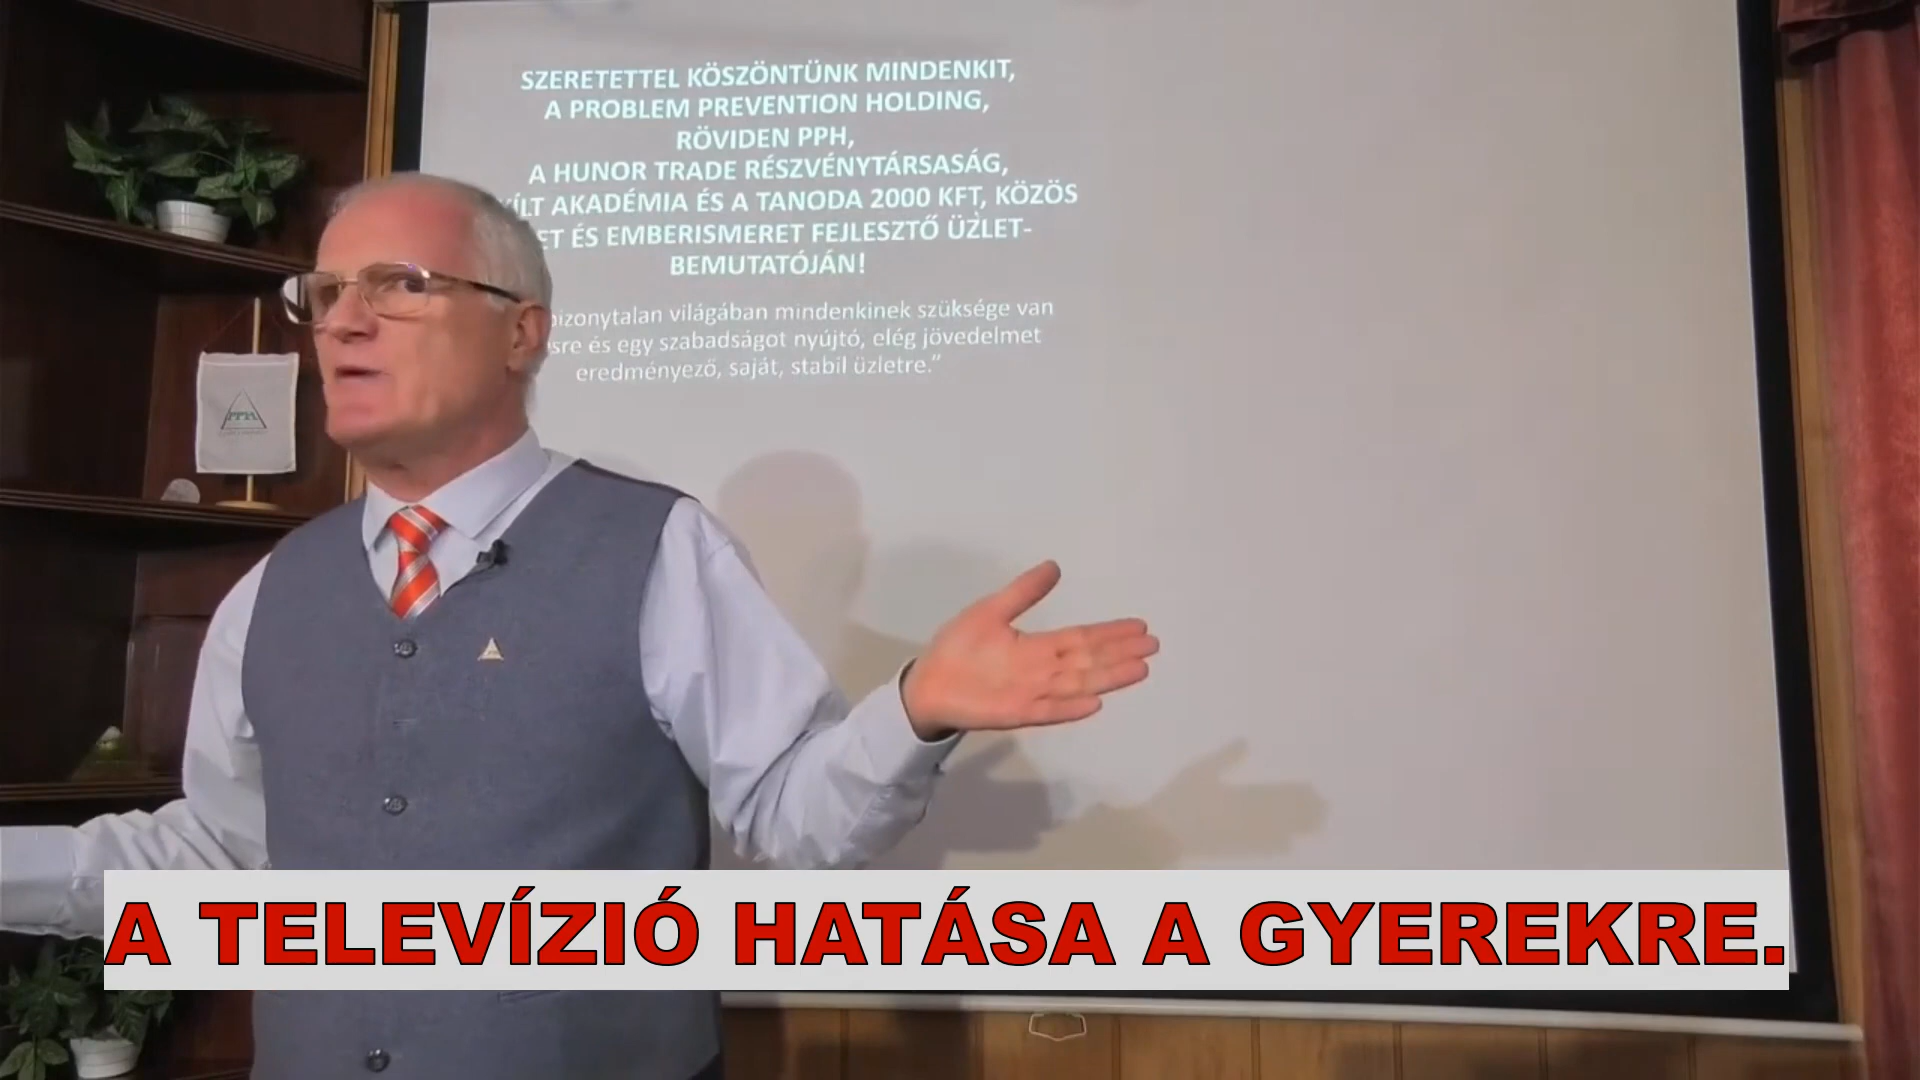 SZERETETTEL KÖSZÖNTÜNK MINDENKIT,
A PROBLEM PREVENTION HOLDING,
RÖVIDEN PPH,
A HUNOR TRADE RÉSZVÉNYTÁRSASÁG,
AKADÉMIA ÉS A TANODA 2000 KFT, KÖZÖS
ÉS EMBERISMERET FEJLESZTŐ ÜZLET-
BEMUTATÓJÁN!
bizonytalan világában mindenkinek szüksége van
és egy szabadságot nyújtó, elég jövedelmet
eredményező, saját, stabil üzletre.”
PPH
A TELEVÍZIÓ HATÁSA A GYEREKRE.